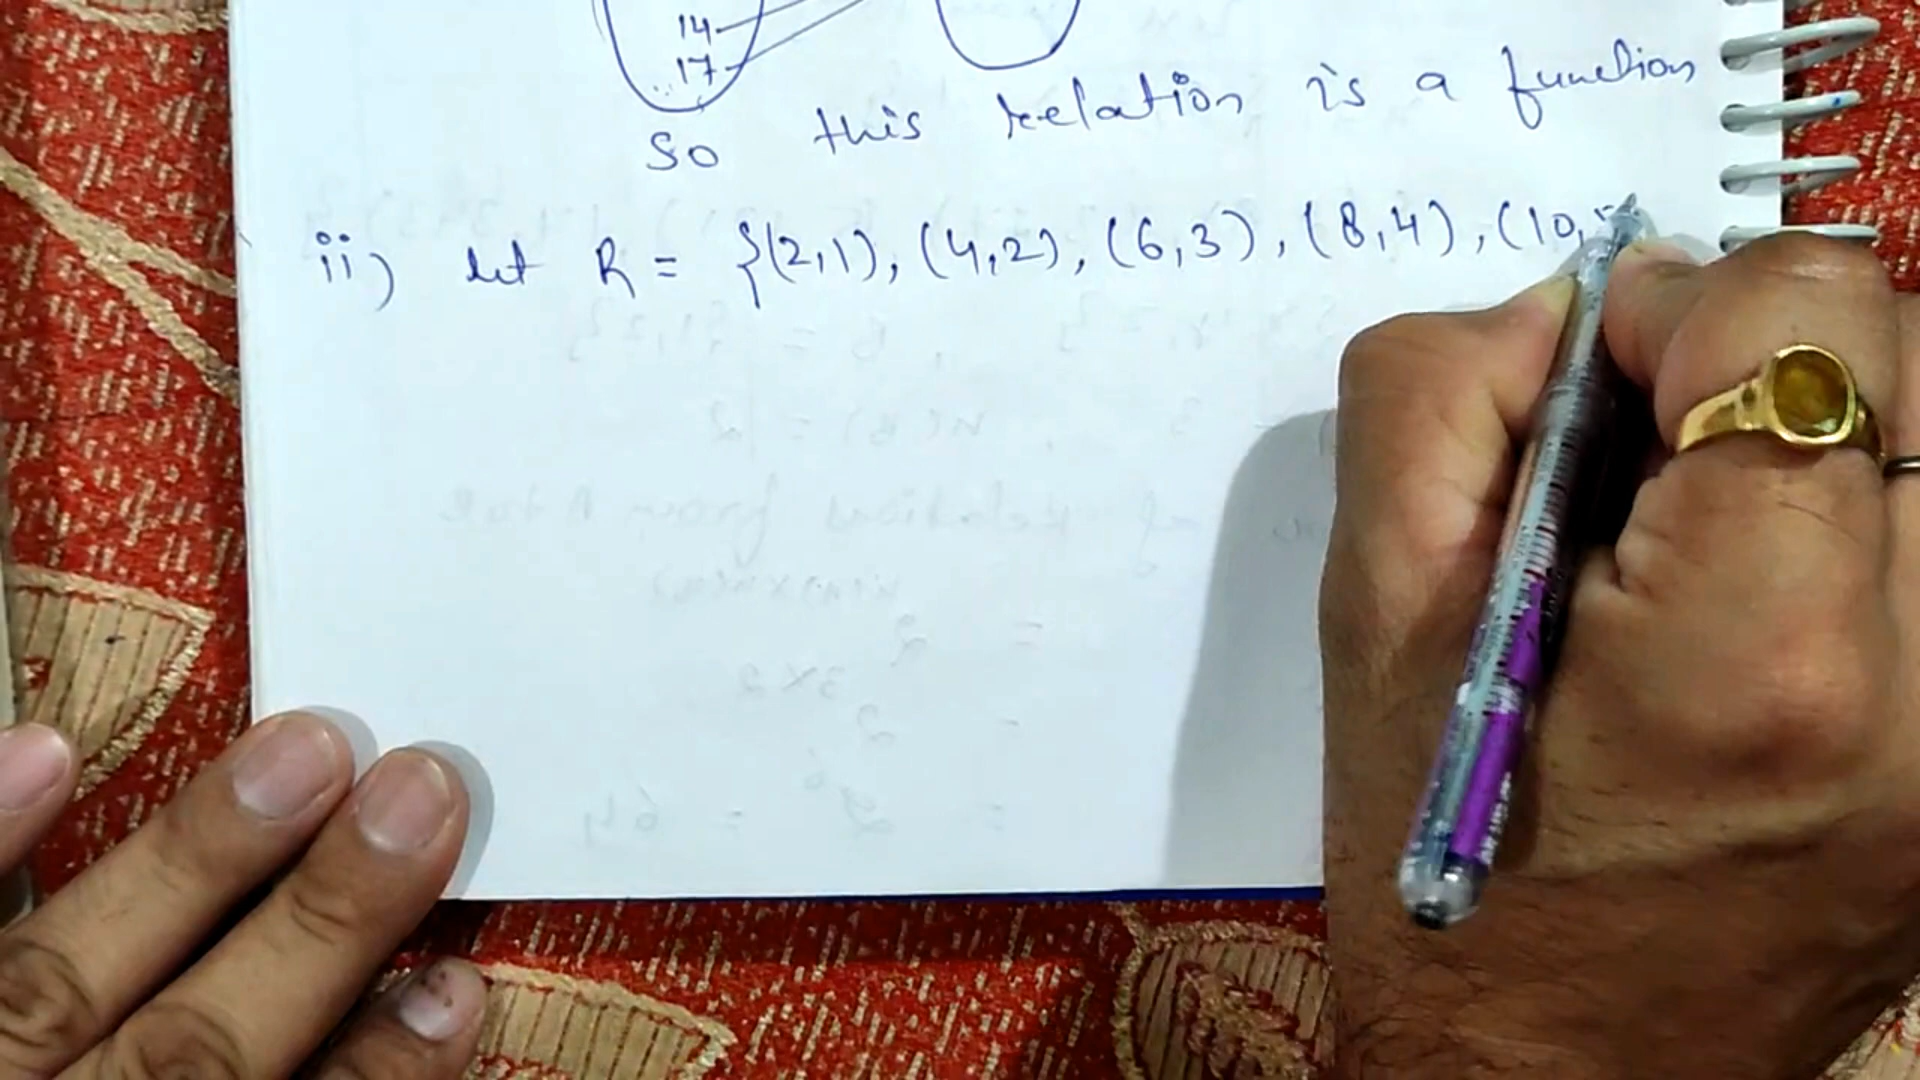 14
17
So this relation is a function
ii) let R = {(2,1), (4,2), (6,3), (8,4), (10,